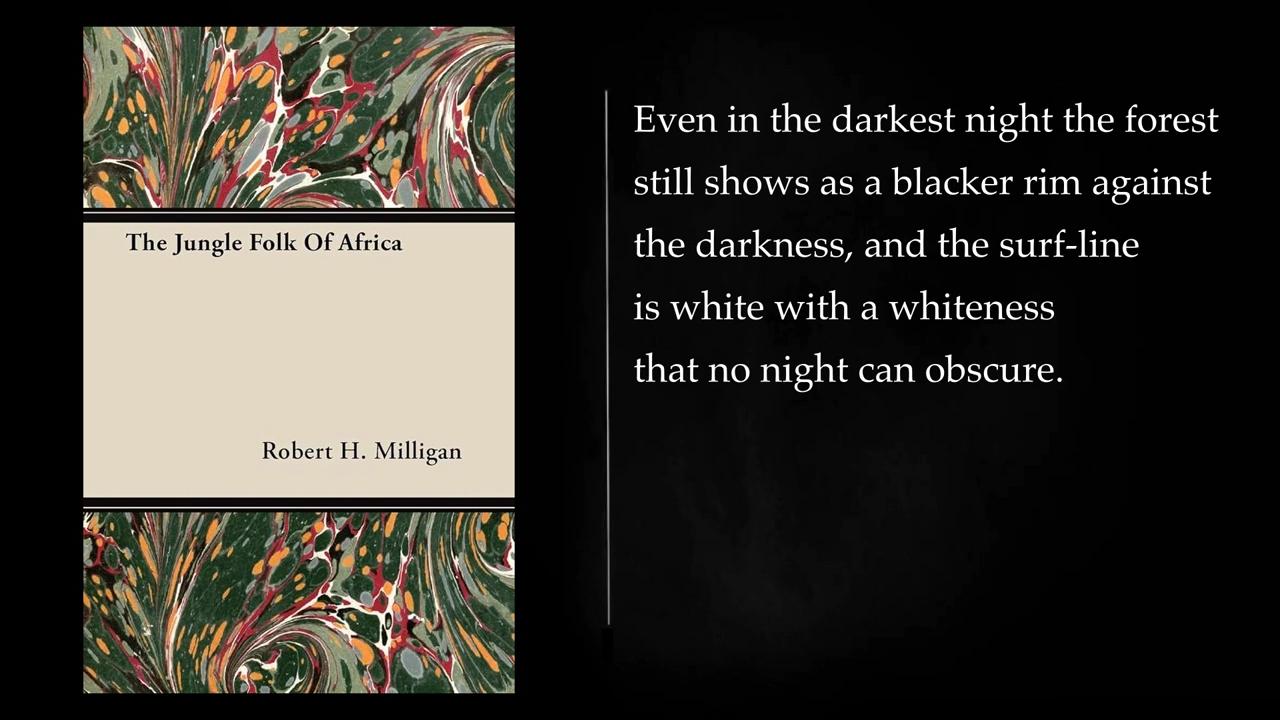 The Jungle Folk Of Africa
Robert H. Milligan
Even in the darkest night the forest
still shows as a blacker rim against
the darkness, and the surf-line
is white with a whiteness
that no night can obscure.